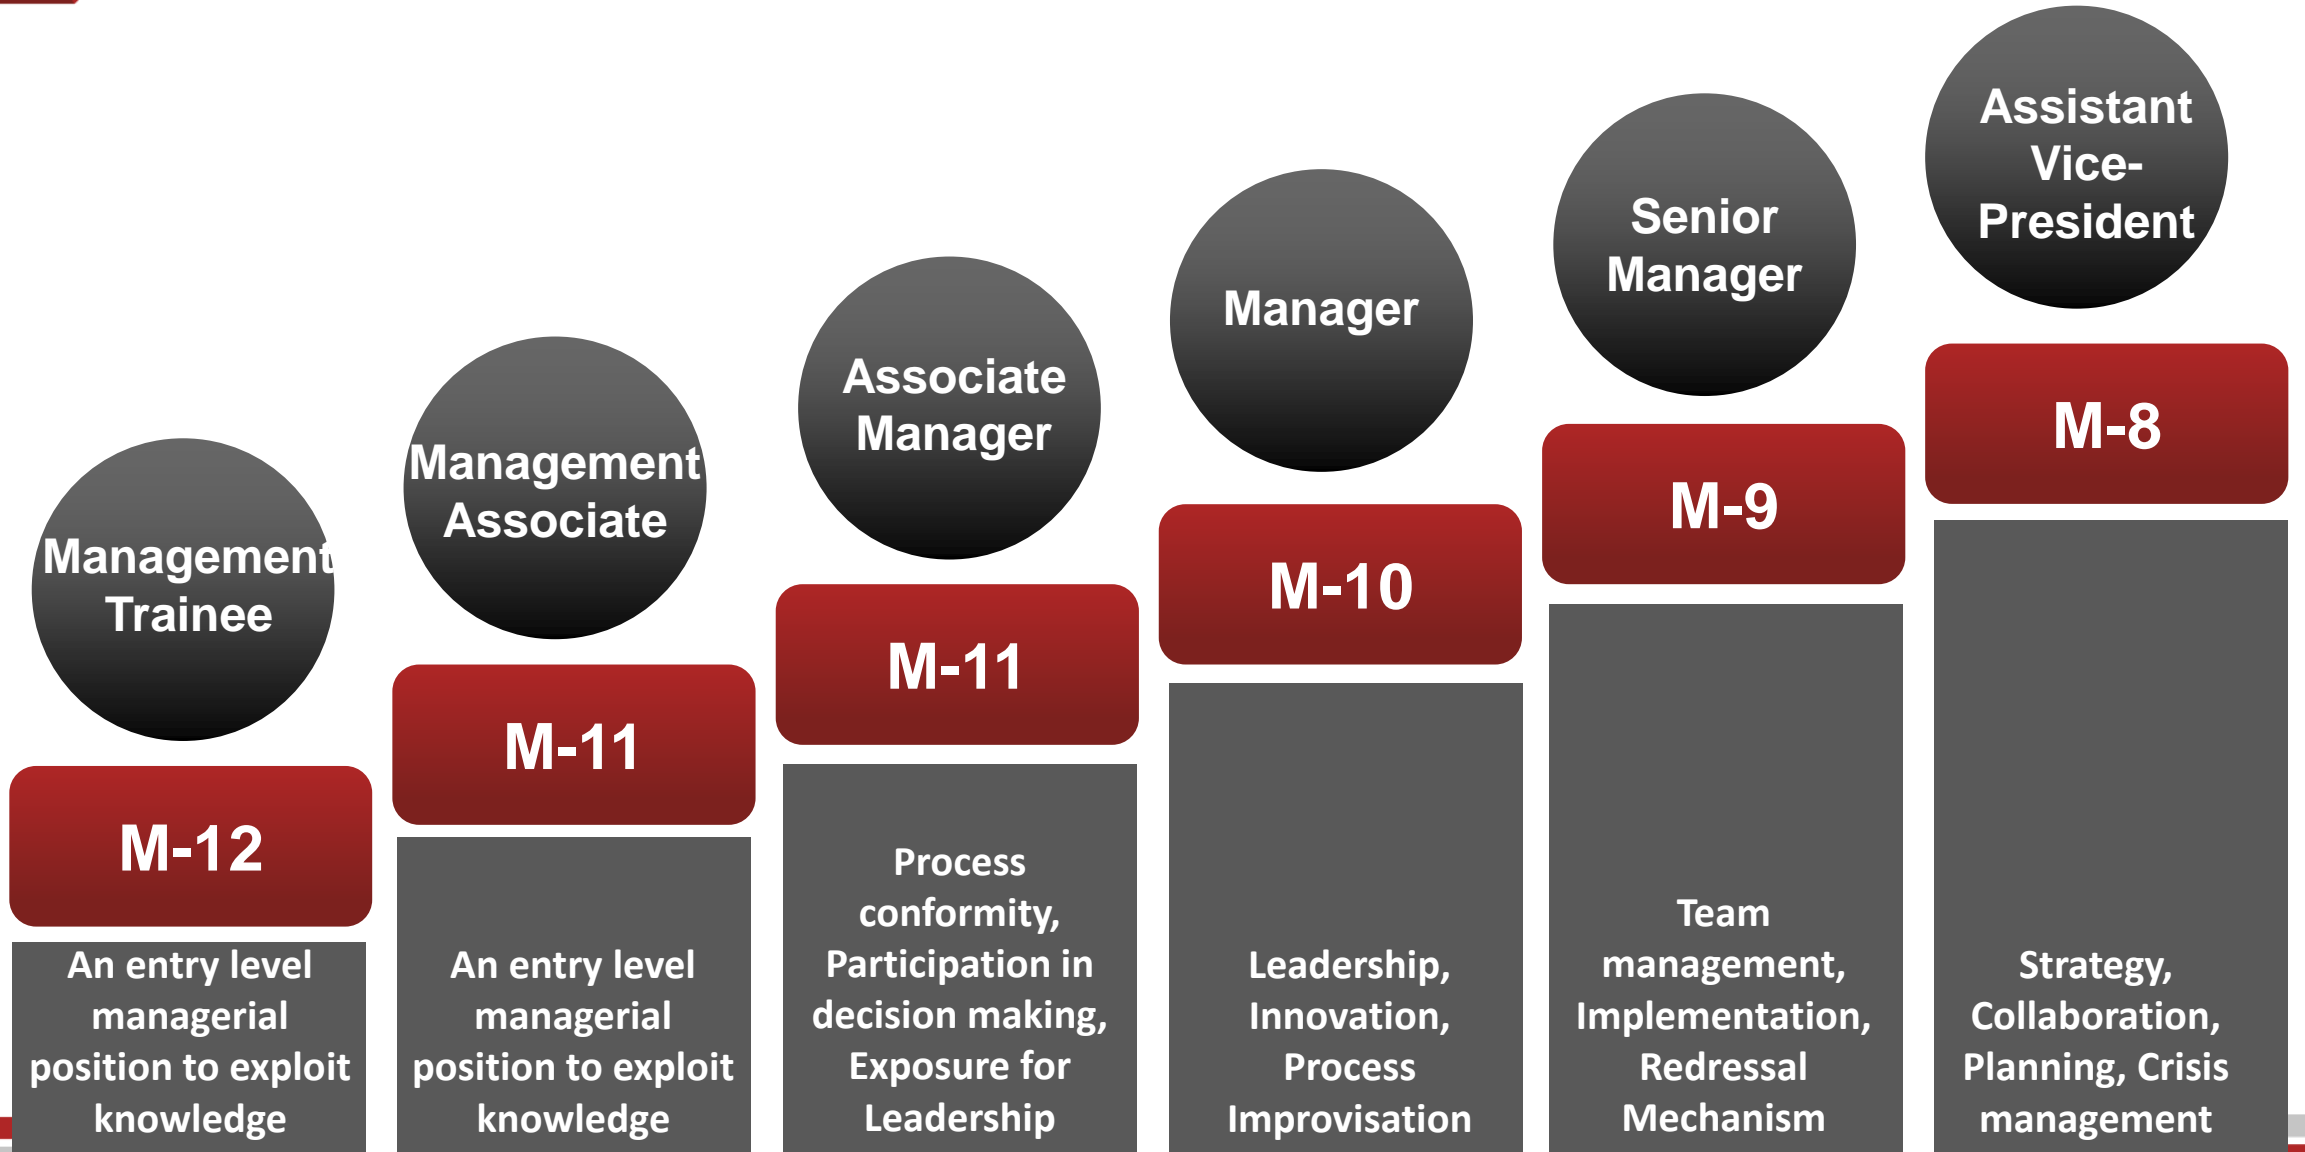 Management
Trainee
M-12
An entry level
managerial
position to exploit
knowledge
Management
Associate
M-11
An entry level
managerial
position to exploit
knowledge
Associate
Manager
M-11
Process
conformity,
Participation in
decision making,
Exposure for
Leadership
Manager
M-10
Leadership,
Innovation,
Process
Improvisation
Senior
Manager
M-9
Team
management,
Implementation,
Redressal
Mechanism
Assistant
Vice-
President
M-8
Strategy,
Collaboration,
Planning, Crisis
management